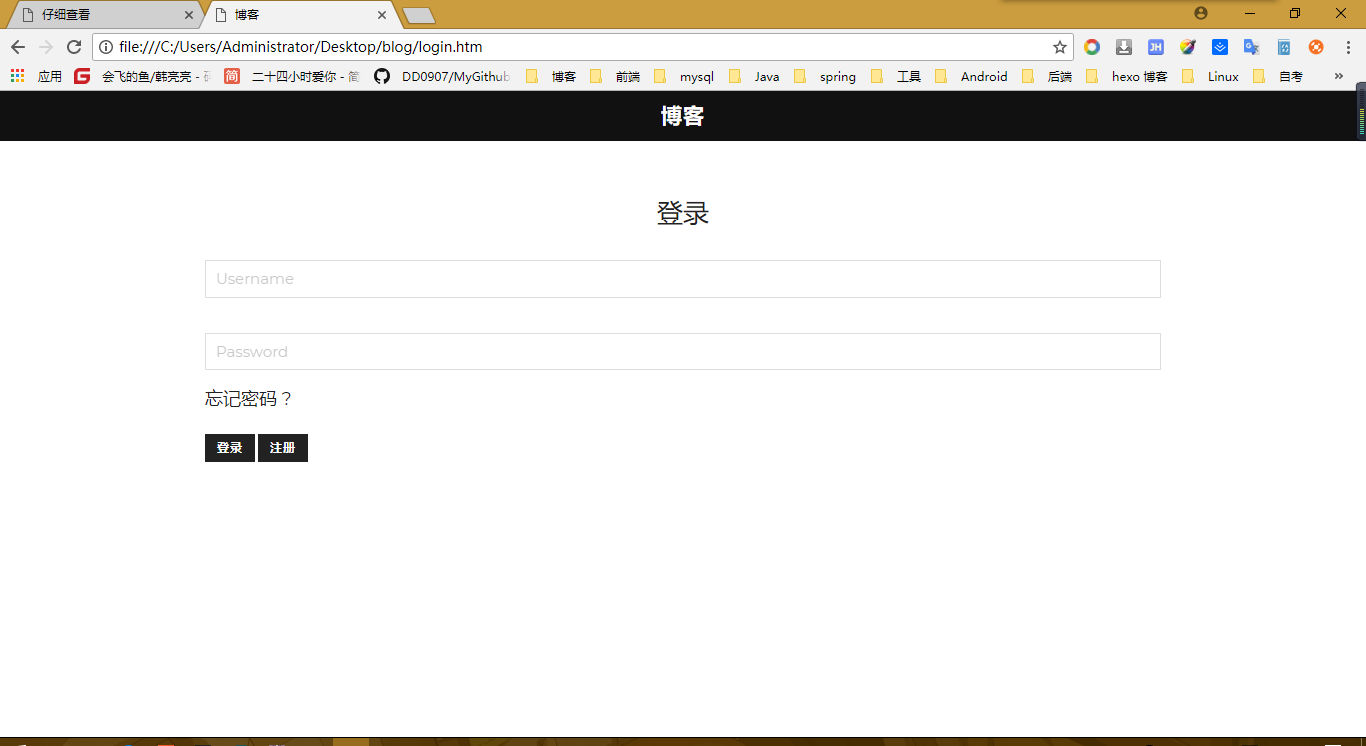 仔细查看
博客
file:///C:/Users/Administrator/Desktop/blog/login.htm
JH
应用 G 会飞的鱼/韩亮亮 - 简 二十四小时爱你 - 简 DD0907/MyGithub 博客 前端 mysql Java spring 工具 Android 后端 hexo 博客 Linux 自考 »
博客
登录
Username
Password
忘记密码？
登录 注册